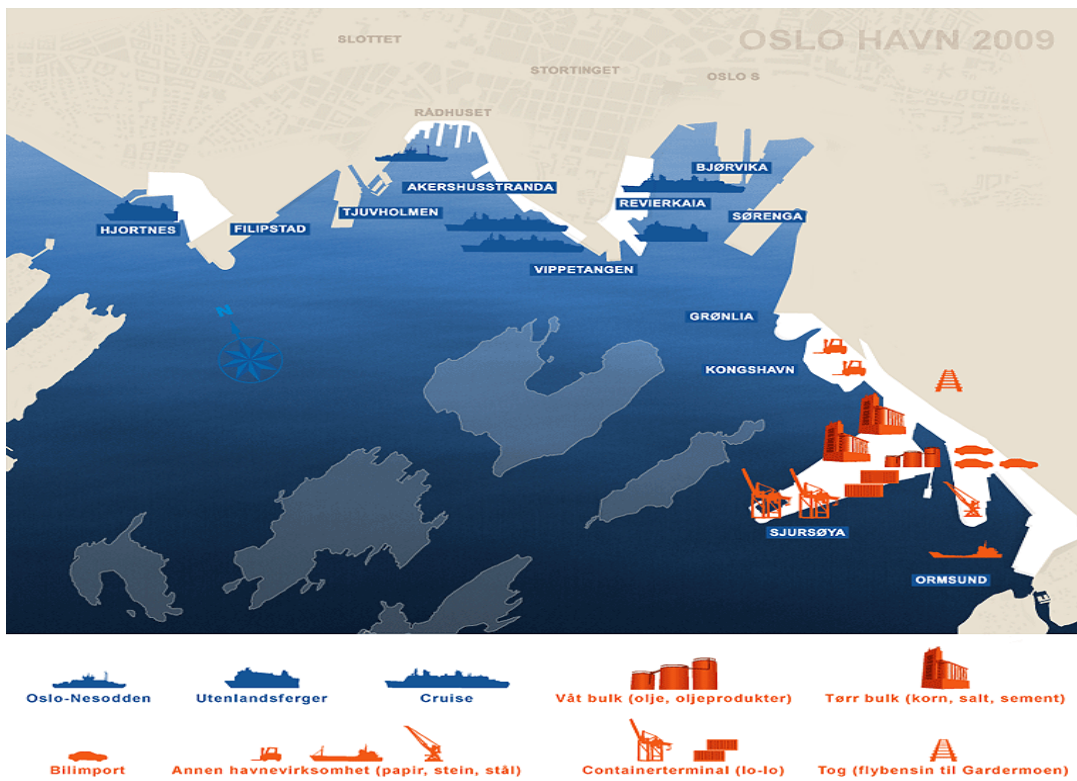 OSLO HAVN 2009
SLOTTET
STORTINGET
OSLO S
RÅDHUSET
BJØRVIKA
AKERSHUSSTRANDA
REVIERKAIA
TJUVHOLMEN
SØRENGA
HJORTNES
FILIPSTAD
VIPPETANGEN
N
GRØNLIA
KONGSHAVN
SJURSØYA
ORMSUND
Oslo-Nesodden
Utenlandsferger
Cruise
Våt bulk (olje, oljeprodukter)
Tørr bulk (korn, salt, sement)
Bilimport
Annen havnevirksomhet (papir, stein, stål)
Containerterminal (lo-lo)
Tog (flybensin til Gardermoen)